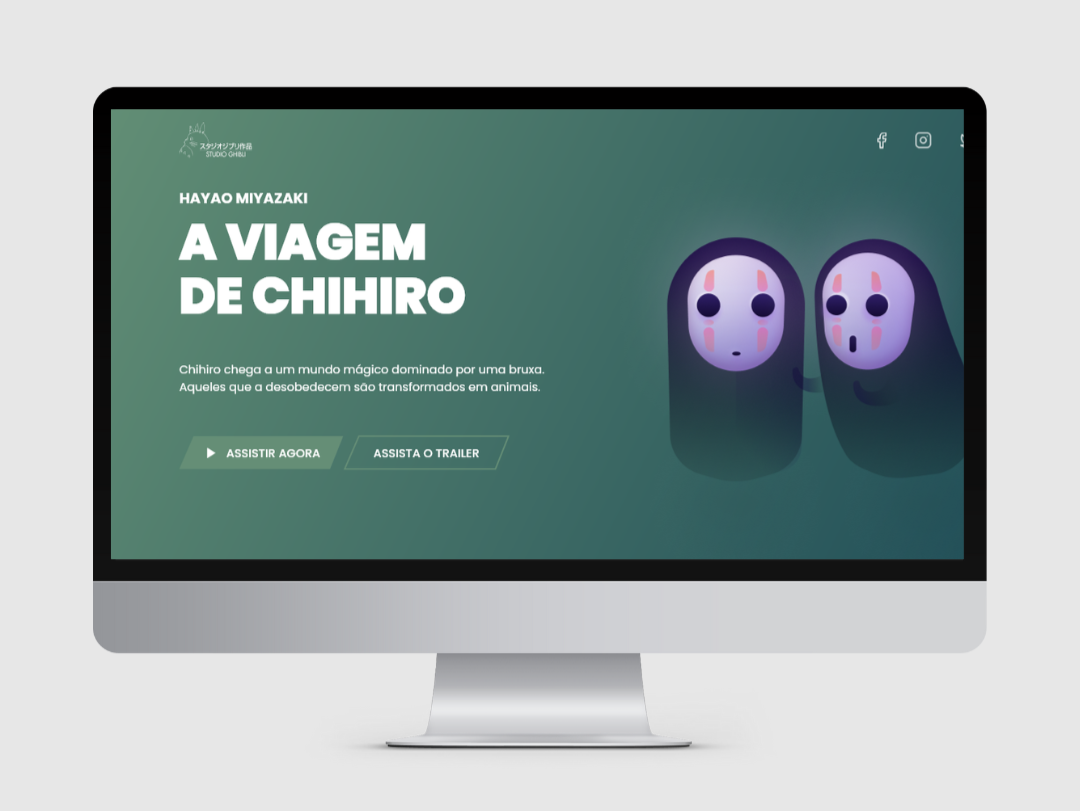 スタジオジブリ作品
STUDIO GHIBLI
HAYAO MIYAZAKI
A VIAGEM
DE CHIHIRO
Chihiro chega a um mundo mágico dominado por uma bruxa.
Aqueles que a desobedecem são transformados em animais.
ASSISTIR AGORA
ASSISTA O TRAILER